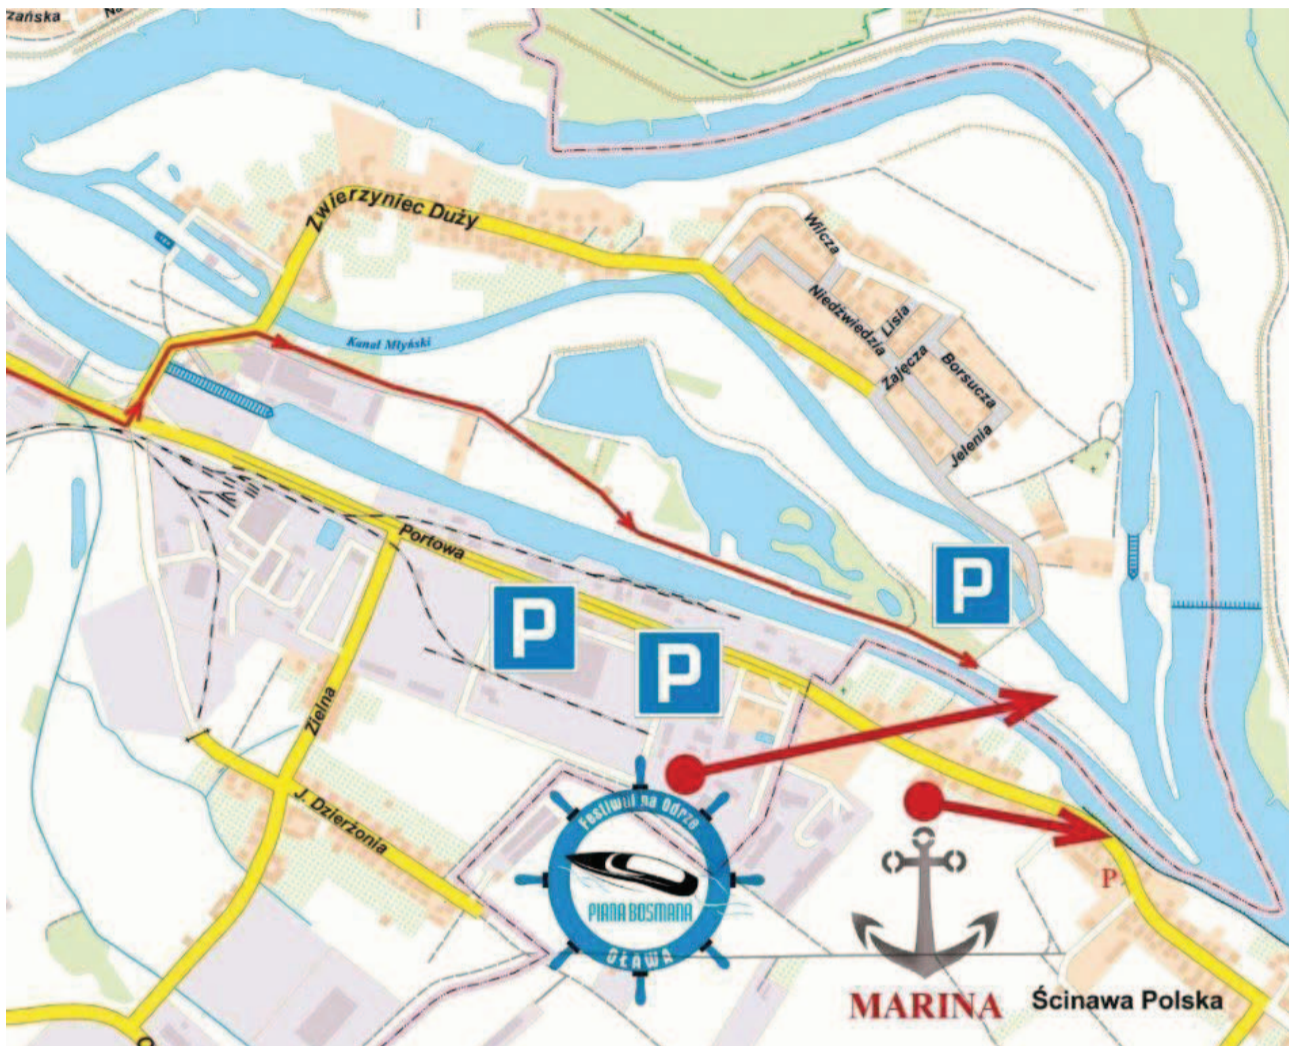 zańska
Zwierzyniec Duży
Wilcza
Niedźwiedzia
Lisia
Zajęcza
Borsucza
Jelenia
Kanał Młyński
Portowa
P
P
P
Zielna
J. Dzierżonia
Festiwal na Odrze
PIANA BOSMANA
OŁAWA
P
MARINA
Ścinawa Polska